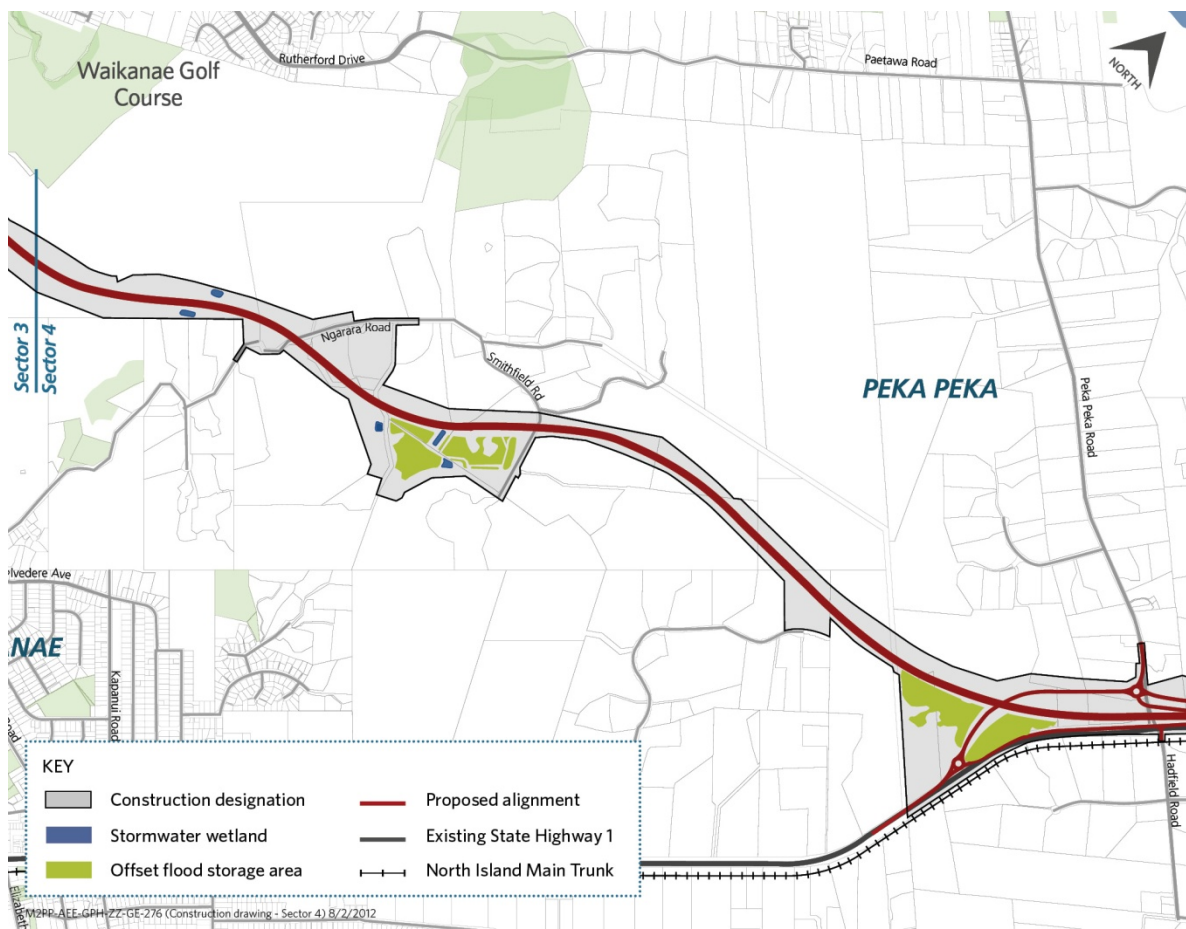 Rutherford Drive
Paetawa Road
NORTH
Waikanae Golf
Course
Sector 3
Sector 4
Ngarara Road
Smithfield Rd
PEKA PEKA
Peka Peka Road
elvedere Ave
NAE
Kapanui Road
Road
Hadfield Road
KEY
Construction designation
Proposed alignment
Stormwater wetland
Existing State Highway 1
Offset flood storage area
North Island Main Trunk
Elizabeth
M2PP-AEE-GPH-ZZ-GE-276 (Construction drawing - Sector 4) 8/2/2012